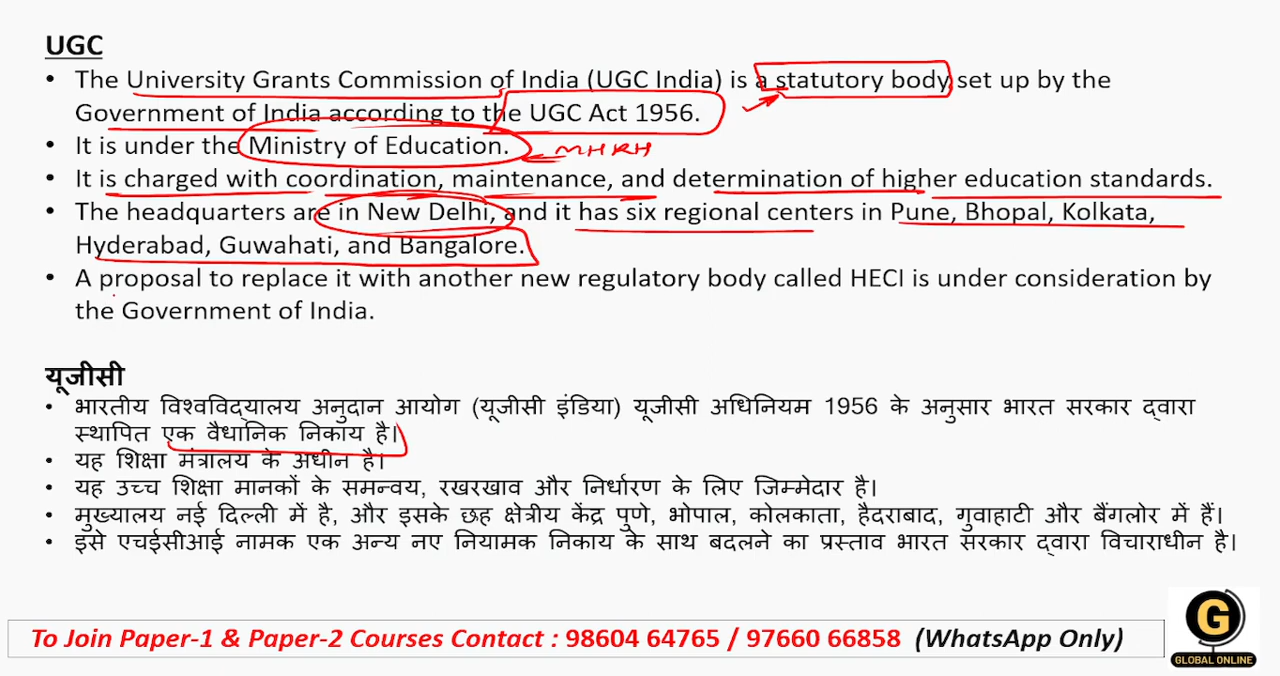 UGC
• The University Grants Commission of India (UGC India) is a statutory body set up by the
Government of India according to the UGC Act 1956.
• It is under the Ministry of Education. MHRH
• It is charged with coordination, maintenance, and determination of higher education standards.
• The headquarters are in New Delhi, and it has six regional centers in Pune, Bhopal, Kolkata,
Hyderabad, Guwahati, and Bangalore.
• A proposal to replace it with another new regulatory body called HECI is under consideration by
the Government of India.
यूजीसी
• भारतीय विश्वविद्यालय अनुदान आयोग (यूजीसी इंडिया) यूजीसी अधिनियम 1956 के अनुसार भारत सरकार द्वारा
स्थापित एक वैधानिक निकाय है।
• यह शिक्षा मंत्रालय के अधीन है।
• यह उच्च शिक्षा मानकों के समन्वय, रखरखाव और निर्धारण के लिए जिम्मेदार है।
• मुख्यालय नई दिल्ली में है, और इसके छह क्षेत्रीय केंद्र पुणे, भोपाल, कोलकाता, हैदराबाद, गुवाहाटी और बैंगलोर में हैं।
• इसे एचईसीआई नामक एक अन्य नए नियामक निकाय के साथ बदलने का प्रस्ताव भारत सरकार द्वारा विचाराधीन है।
To Join Paper-1 & Paper-2 Courses Contact : 98604 64765 / 97660 66858 (WhatsApp Only)
G
GLOBAL ONLINE